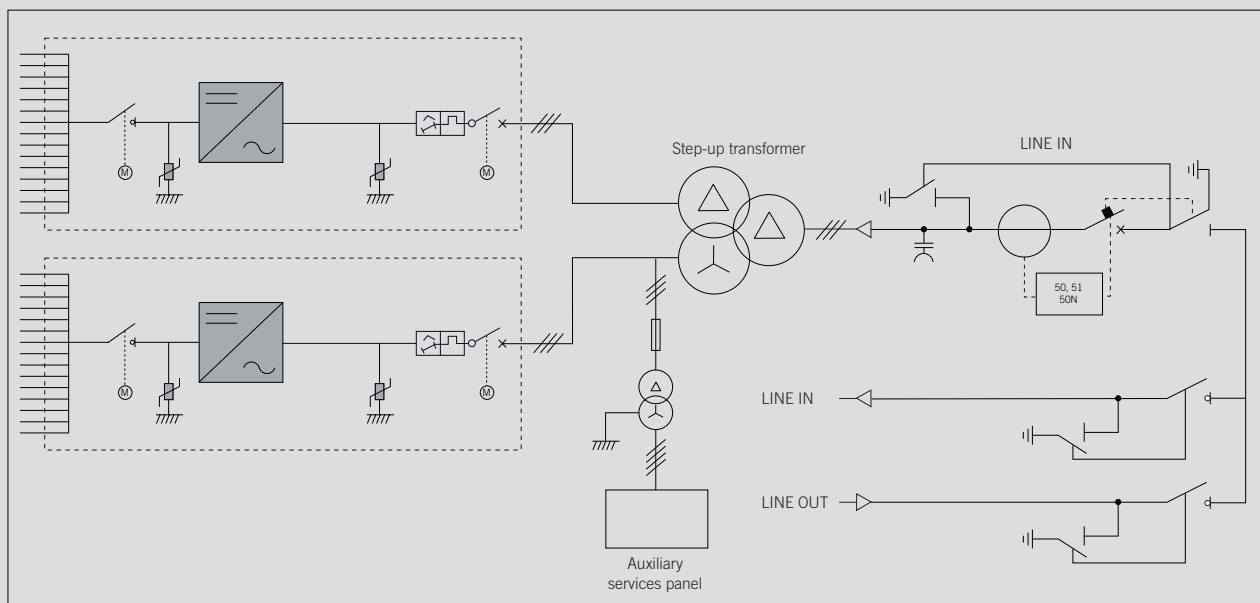 M
M
Step-up transformer
LINE IN
50, 51
50N
M
M
LINE IN
LINE OUT
Auxiliary
services panel